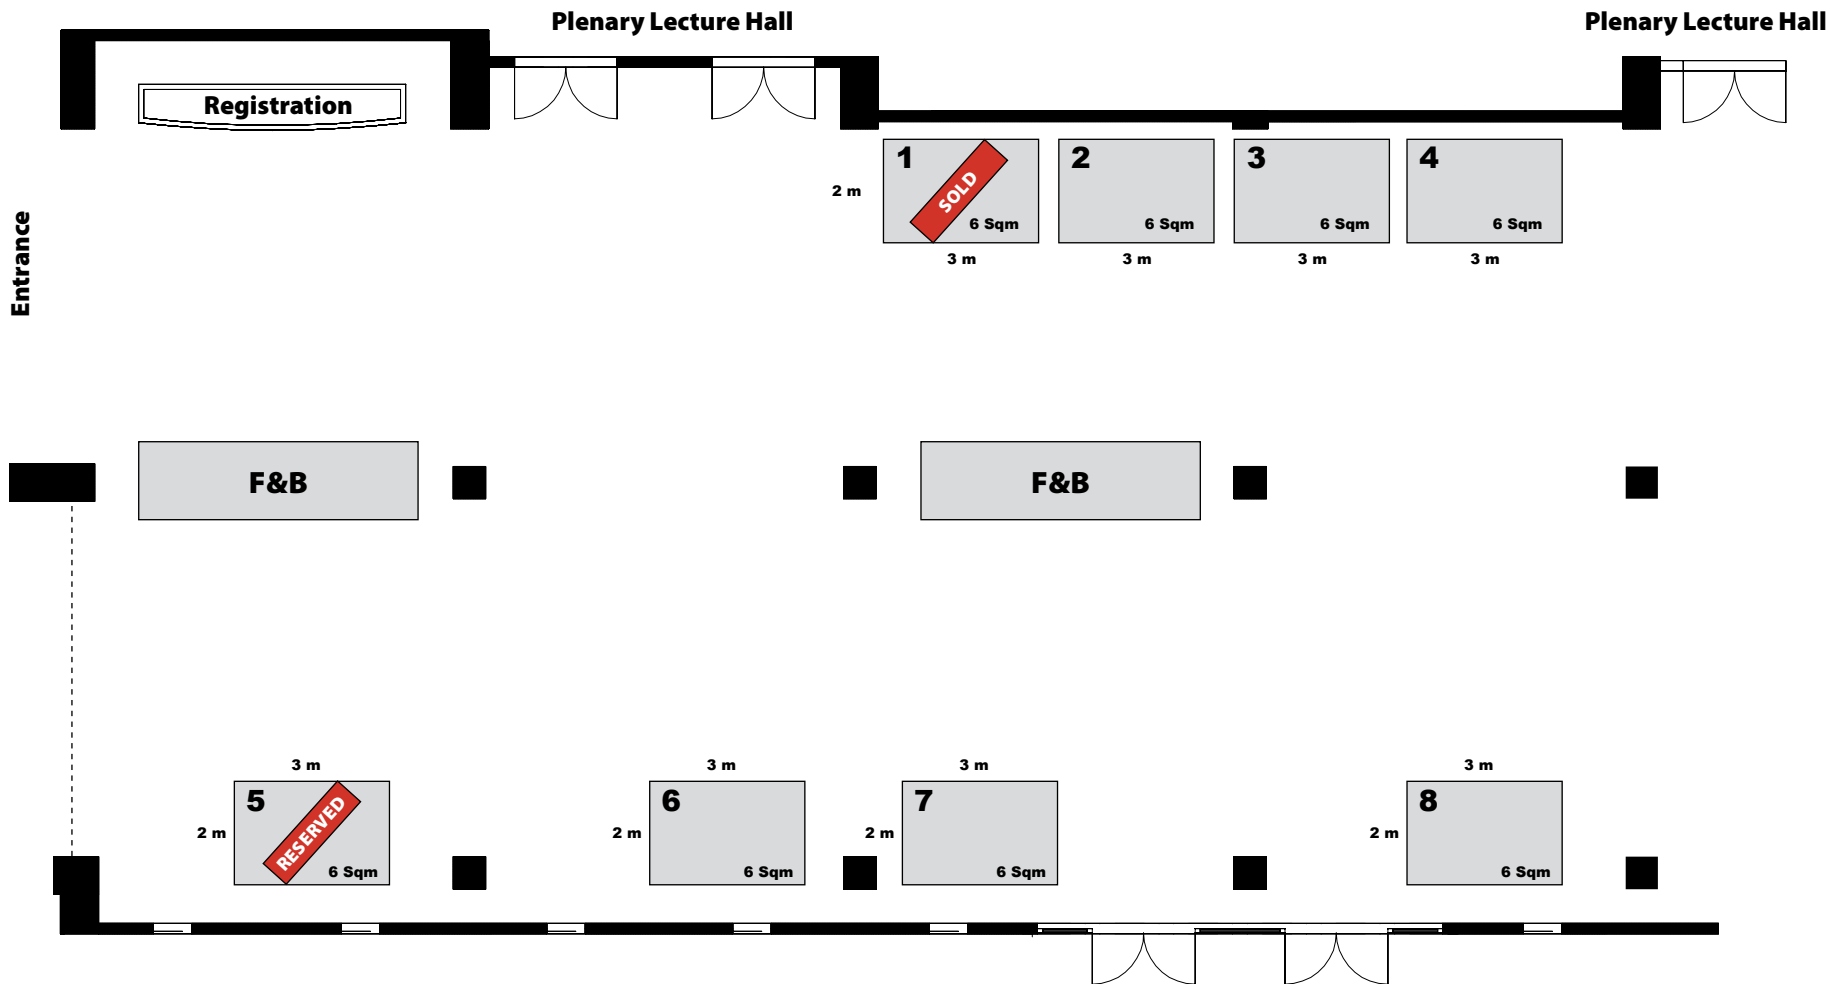 Plenary Lecture Hall
Plenary Lecture Hall
Registration
Entrance
1
SOLD
6 Sqm
2 m
3 m
2
6 Sqm
3 m
3
6 Sqm
3 m
4
6 Sqm
3 m
F&B
F&B
3 m
5
RESERVED
2 m
6 Sqm
3 m
6
2 m
6 Sqm
3 m
7
2 m
6 Sqm
3 m
8
2 m
6 Sqm